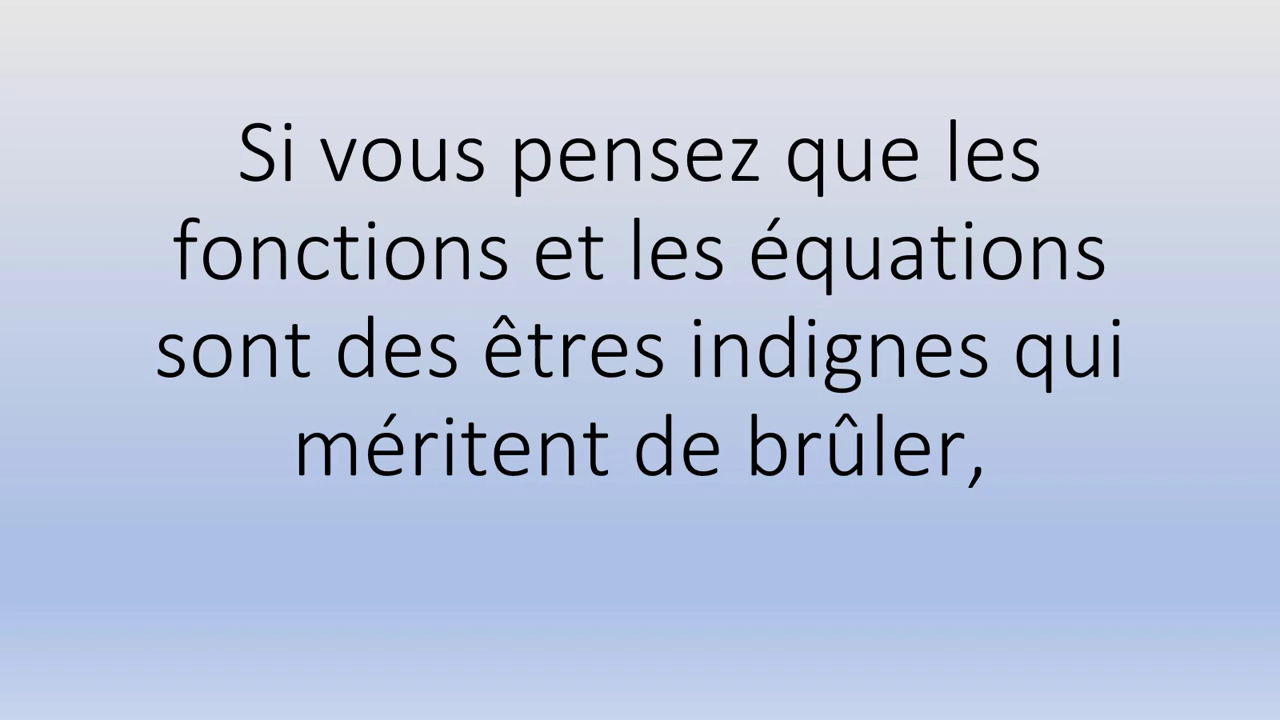 Si vous pensez que les
fonctions et les équations
sont des êtres indignes qui
méritent de brûler,